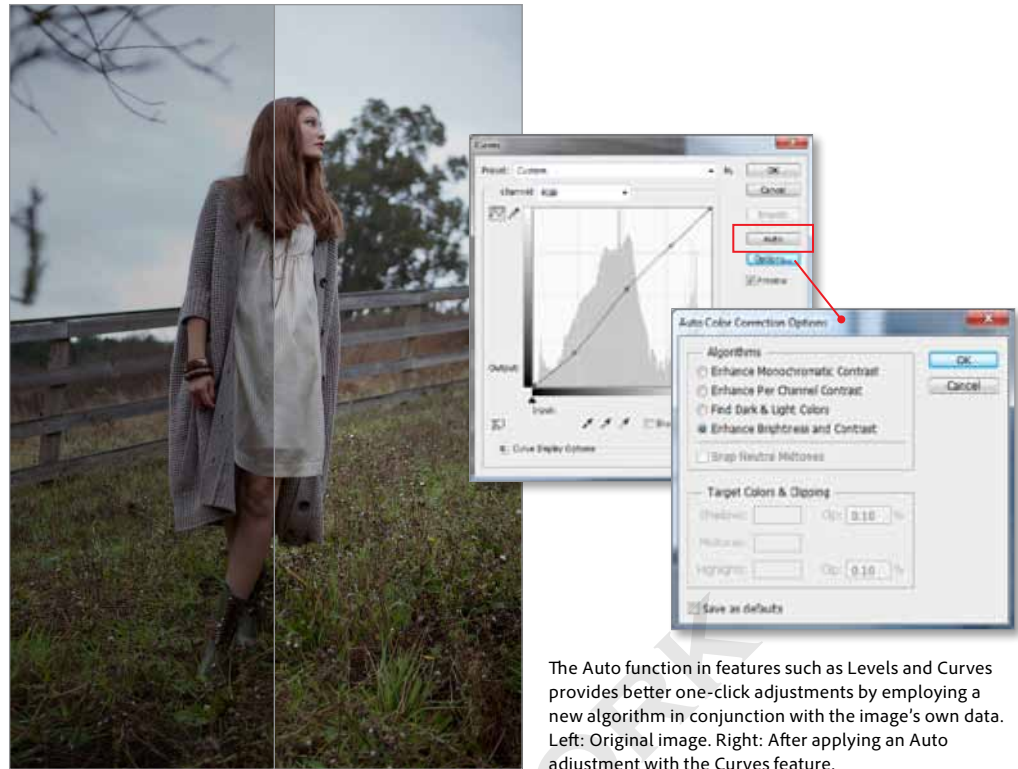 Curves
Preset: Custom
OK
Cancel
Channel: RGB
Smooth
Auto
Options...
Preview
Output:
Input:
Curve Display Options
Auto Color Correction Options
Algorithms
Enhance Monochromatic Contrast
Enhance Per Channel Contrast
Find Dark & Light Colors
Enhance Brightness and Contrast
Snap Neutral Midtones
OK
Cancel
Target Colors & Clipping
Shadows: Clip: 0.10 %
Midtones:
Highlights: Clip: 0.10 %
Save as defaults
ORK
The Auto function in features such as Levels and Curves
provides better one-click adjustments by employing a
new algorithm in conjunction with the image’s own data.
Left: Original image. Right: After applying an Auto
adjustment with the Curves feature.